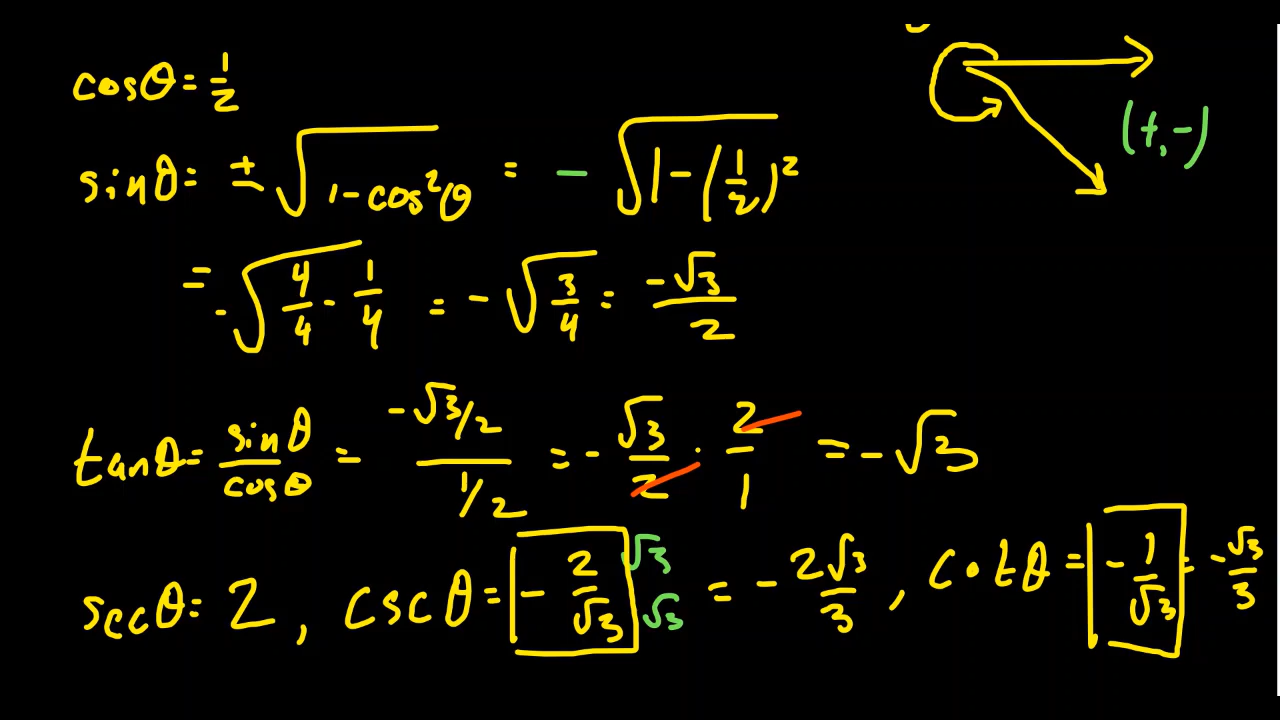 cosθ = 1/2
(+, -)
sinθ = ± √(1 - cos²θ) = - √(1 - (1/2)²)
= -√(4/4 - 1/4) = - √(3/4) = -√3/2
tanθ = sinθ/cosθ = (-√3/2)/(1/2) = - √3/2 · 2/1 = - √3
secθ = 2, cscθ = - 2/√3 √3/√3 = - 2√3/3, cotθ = - 1/√3 = -√3/3